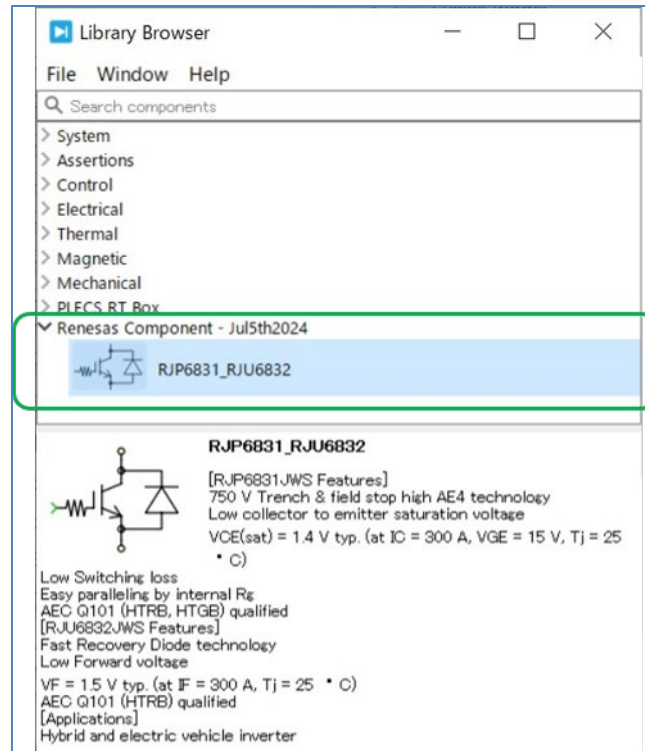 Library Browser
File Window Help
Search components
System
Assertions
Control
Electrical
Thermal
Magnetic
Mechanical
PLECS RT Box
Renesas Component - Jul5th2024
RJP6831_RJU6832
RJP6831_RJU6832
[RJP6831JWS Features]
750 V Trench & field stop high AE4 technology
Low collector to emitter saturation voltage
VCE(sat) = 1.4 V typ. (at IC = 300 A, VGE = 15 V, Tj = 25
° C)
Low Switching loss
Easy paralleling by internal Rg
AEC Q101 (HTRB, HTGB) qualified
[RJU6832JWS Features]
Fast Recovery Diode technology
Low Forward voltage
VF = 1.5 V typ. (at IF = 300 A, Tj = 25 ° C)
AEC Q101 (HTRB) qualified
[Applications]
Hybrid and electric vehicle inverter